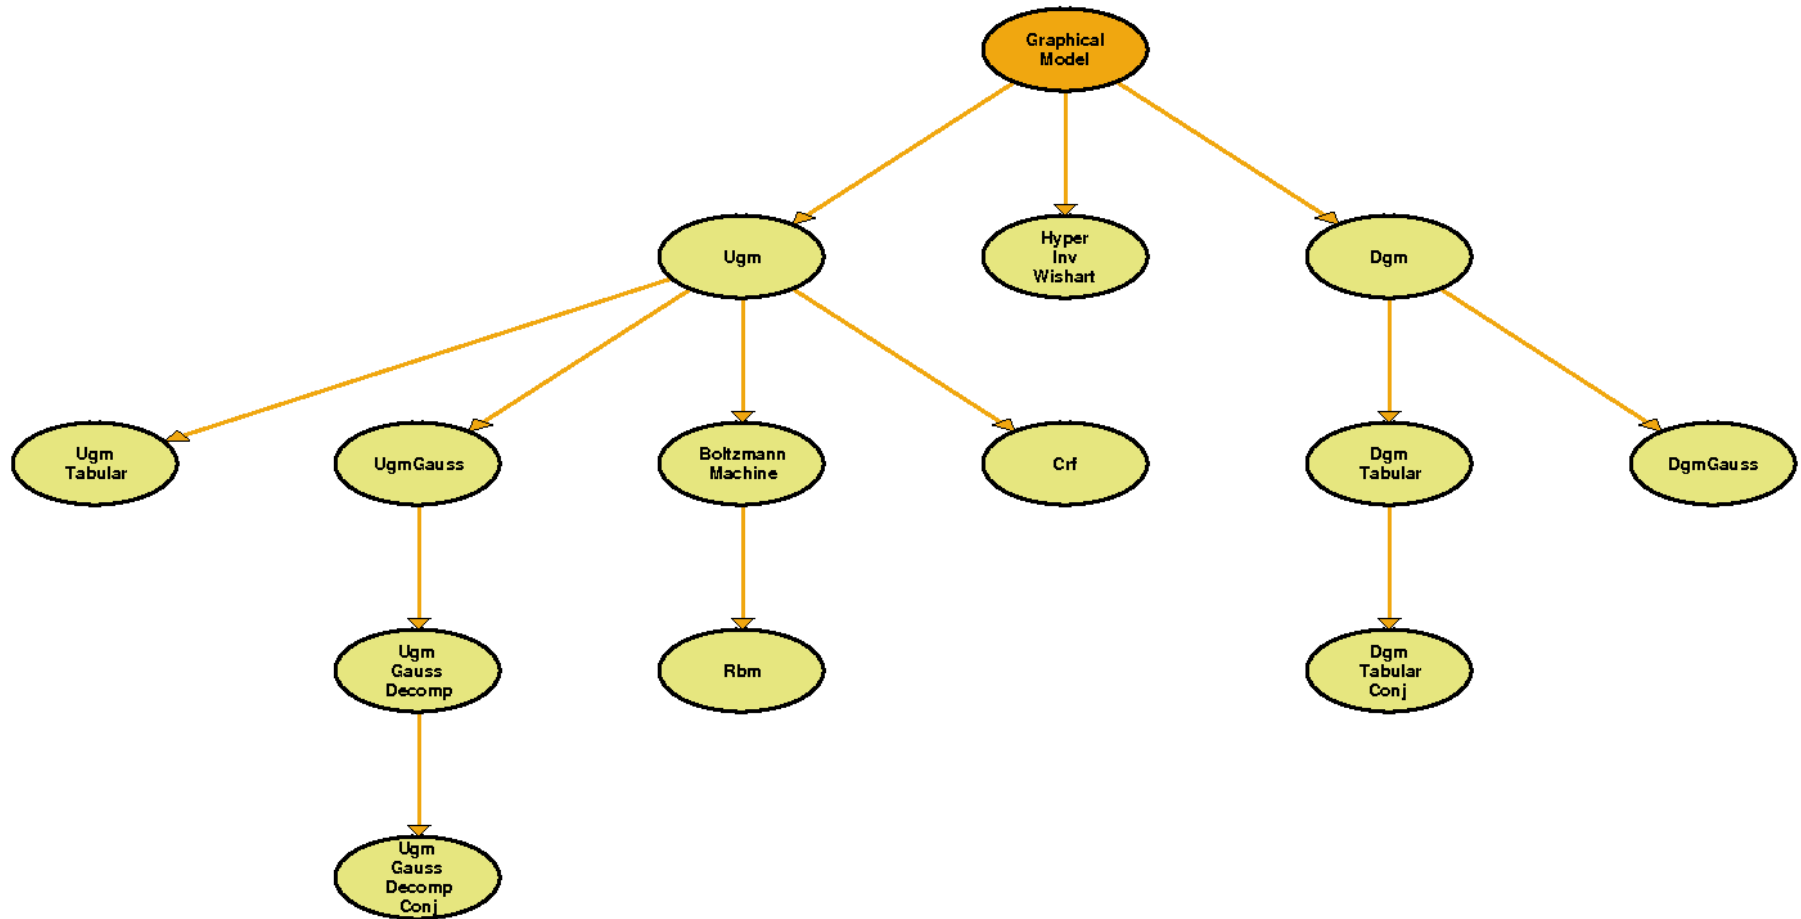 Graphical
Model
Ugm
Hyper
Inv
Wishart
Dgm
Ugm
Tabular
UgmGauss
Boltzmann
Machine
Crf
Dgm
Tabular
DgmGauss
Ugm
Gauss
Decomp
Rbm
Dgm
Tabular
Conj
Ugm
Gauss
Decomp
Conj